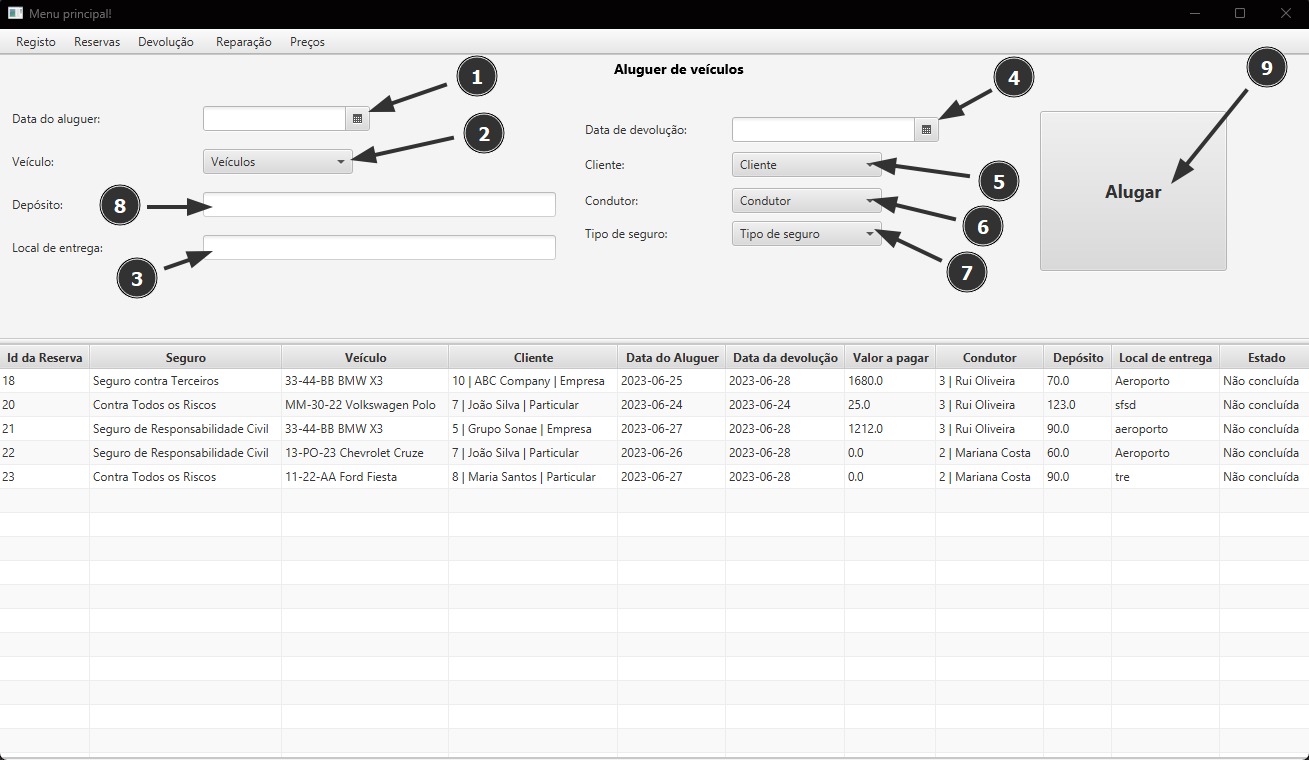 Menu principal!
Registo Reservas Devolução Reparação Preços
Aluguer de veículos
1
4
9
Data do aluguer:
2
Data de devolução:
Veículo: Veículos
Cliente: Cliente
5
Alugar
Depósito:
8
Condutor: Condutor
6
Local de entrega:
3
Tipo de seguro: Tipo de seguro
7
Id da Reserva Seguro Veículo Cliente Data do Aluguer Data da devolução Valor a pagar Condutor Depósito Local de entrega Estado
18 Seguro contra Terceiros 33-44-BB BMW X3 10 | ABC Company | Empresa 2023-06-25 2023-06-28 1680.0 3 | Rui Oliveira 70.0 Aeroporto Não concluída
20 Contra Todos os Riscos MM-30-22 Volkswagen Polo 7 | João Silva | Particular 2023-06-24 2023-06-24 25.0 3 | Rui Oliveira 123.0 sfsd Não concluída
21 Seguro de Responsabilidade Civil 33-44-BB BMW X3 5 | Grupo Sonae | Empresa 2023-06-27 2023-06-28 1212.0 3 | Rui Oliveira 90.0 aeroporto Não concluída
22 Seguro de Responsabilidade Civil 13-PO-23 Chevrolet Cruze 7 | João Silva | Particular 2023-06-26 2023-06-28 0.0 2 | Mariana Costa 60.0 Aeroporto Não concluída
23 Contra Todos os Riscos 11-22-AA Ford Fiesta 8 | Maria Santos | Particular 2023-06-27 2023-06-28 0.0 2 | Mariana Costa 90.0 tre Não concluída